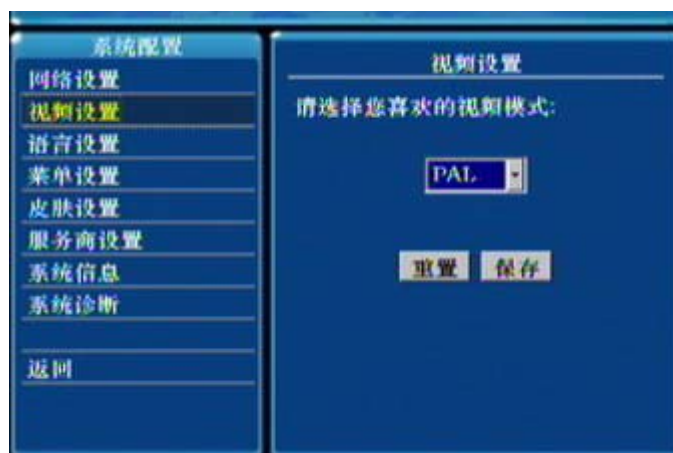 系统配置
网络设置
视频设置
语言设置
菜单设置
皮肤设置
服务商设置
系统信息
系统诊断
返回
视频设置
请选择您喜欢的视频模式:
PAL
重置 保存